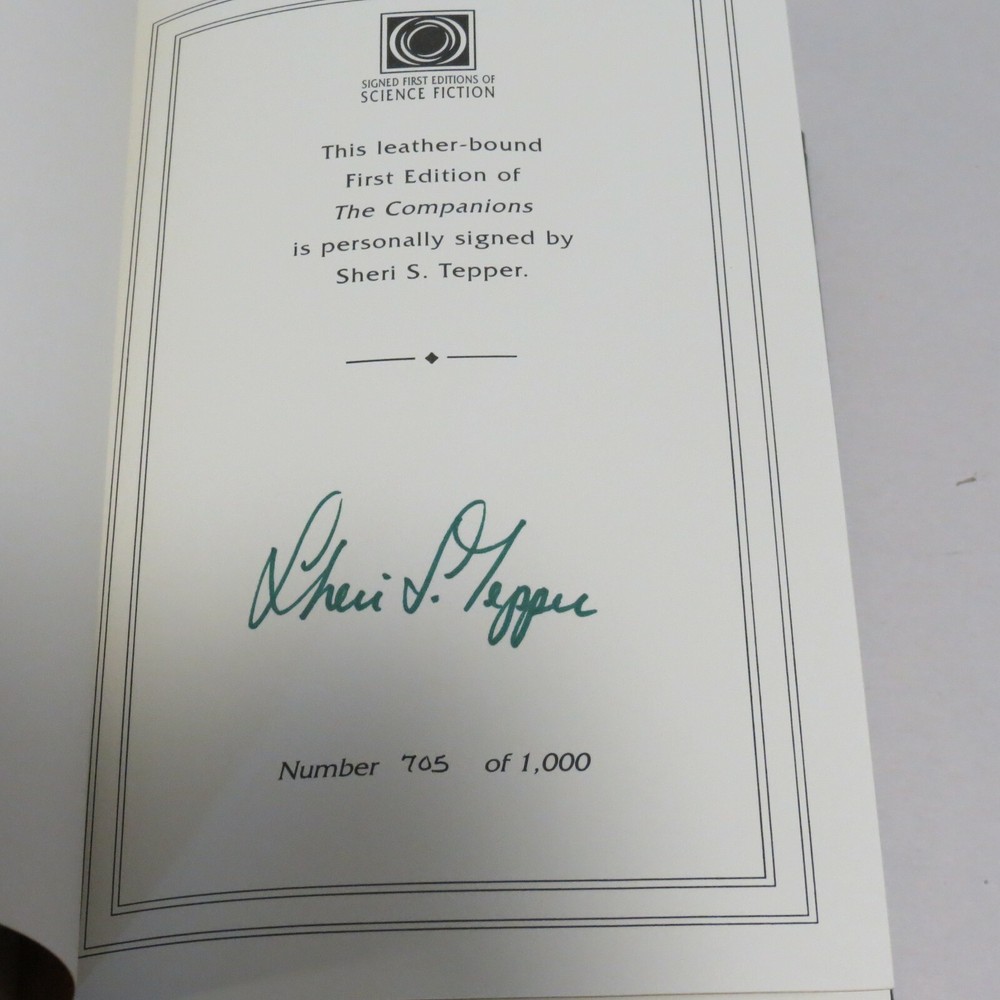 SIGNED FIRST EDITIONS OF
SCIENCE FICTION
This leather-bound
First Edition of
The Companions
is personally signed by
Sheri S. Tepper.
Sheri S. Tepper
Number 705 of 1,000